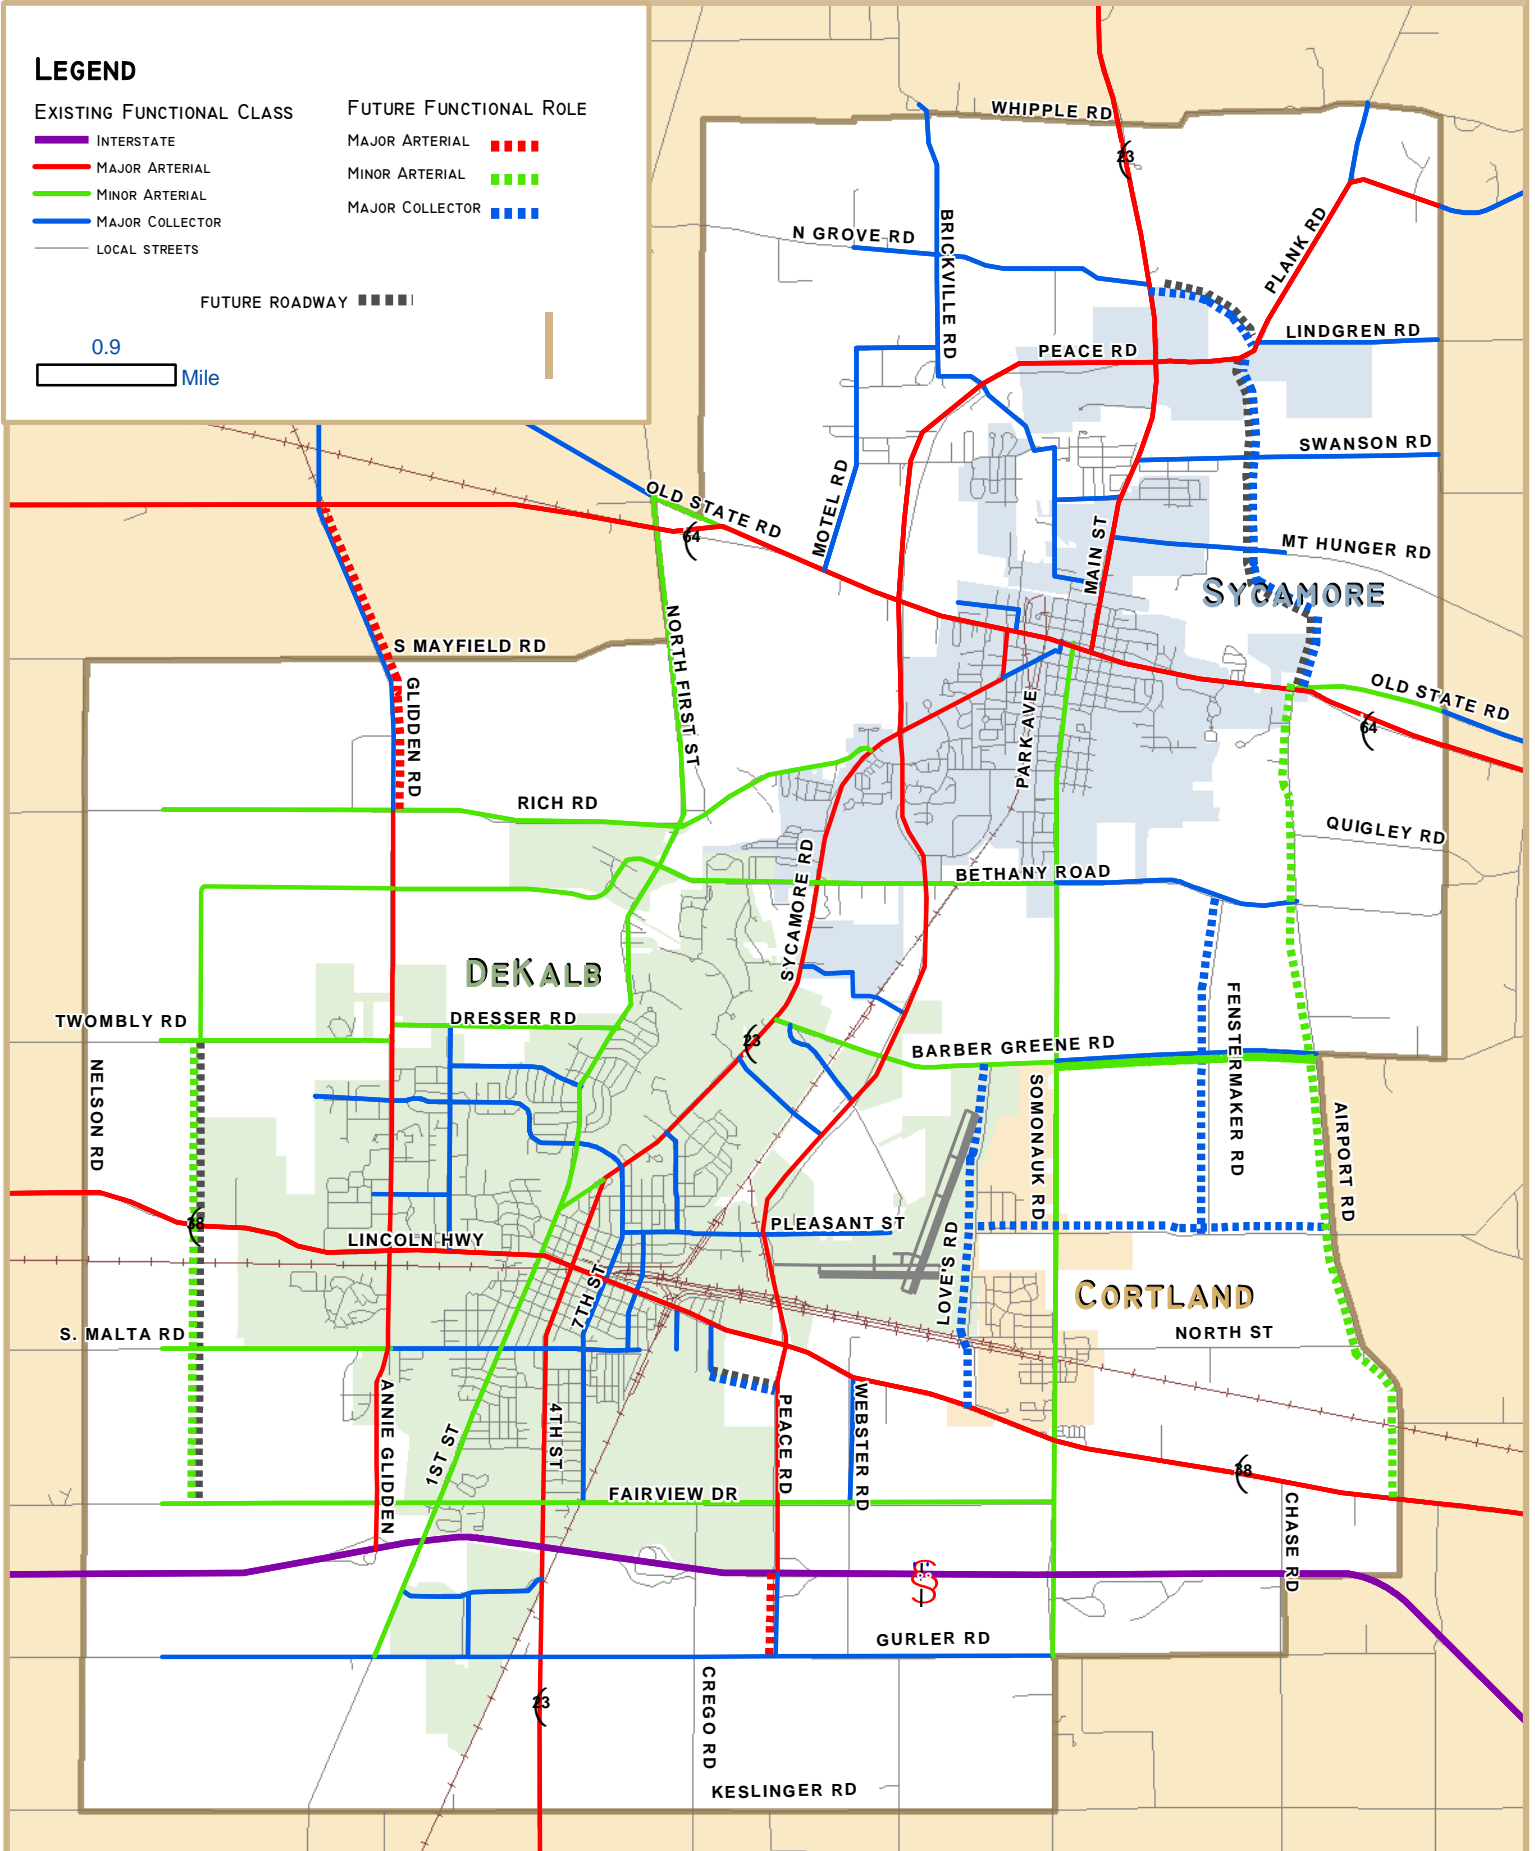 LEGEND
EXISTING FUNCTIONAL CLASS
INTERSTATE
MAJOR ARTERIAL
MINOR ARTERIAL
MAJOR COLLECTOR
LOCAL STREETS
FUTURE FUNCTIONAL ROLE
MAJOR ARTERIAL
MINOR ARTERIAL
MAJOR COLLECTOR
FUTURE ROADWAY
0.9
Mile
WHIPPLE RD
23
N GROVE RD
BRICKVILLE RD
PLANK RD
LINDGREN RD
PEACE RD
SWANSON RD
MOTEL RD
OLD STATE RD
64
MAIN ST
MT HUNGER RD
SYCAMORE
S MAYFIELD RD
NORTH FIRST ST
GLIDDEN RD
OLD STATE RD
64
PARK AVE
RICH RD
QUIGLEY RD
SYCAMORE RD
BETHANY ROAD
DEKALB
FENSTERMAKER RD
TWOMBLY RD
DRESSER RD
23
BARBER GREENE RD
NELSON RD
SOMONAUK RD
AIRPORT RD
38
LINCOLN HWY
PLEASANT ST
LOVE'S RD
7TH ST
CORTLAND
S. MALTA RD
NORTH ST
ANNIE GLIDDEN
1ST ST
4TH ST
PEACE RD
WEBSTER RD
38
FAIRVIEW DR
CHASE RD
GURLER RD
23
CREGO RD
KESLINGER RD